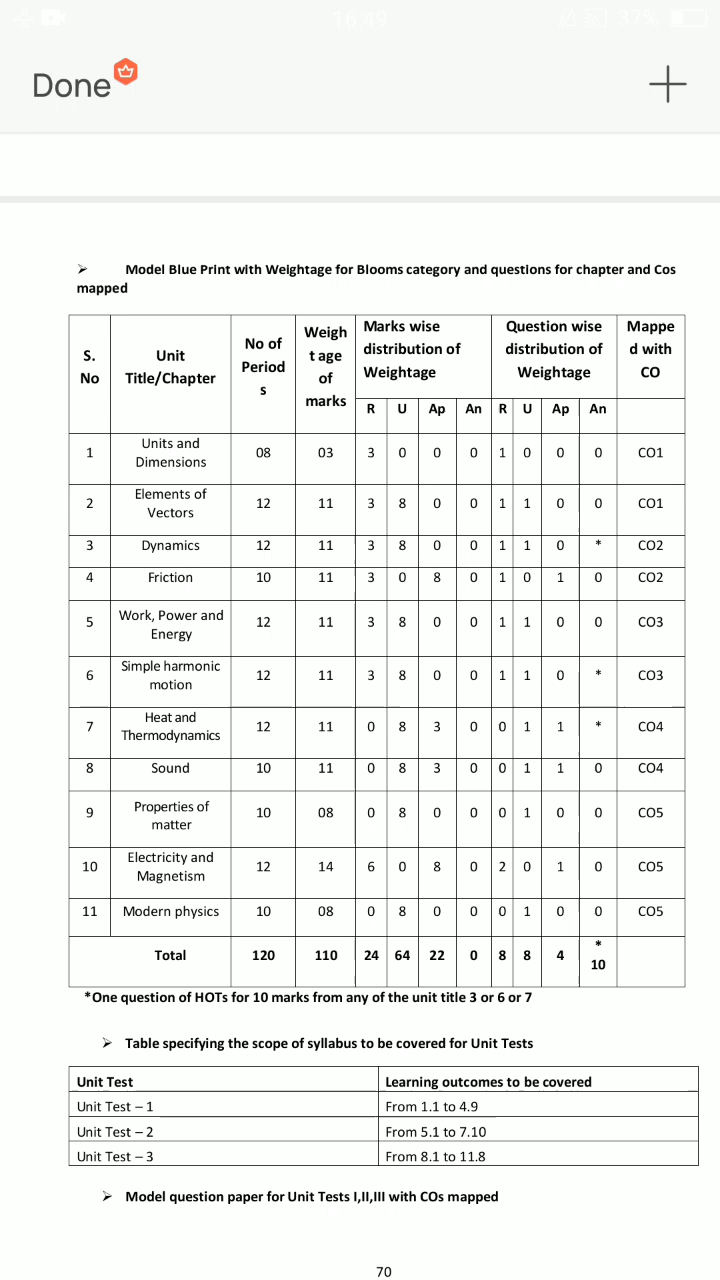 16:49 37%
Done
➢ Model Blue Print with Weightage for Blooms category and questions for chapter and Cos
mapped
S. No | Unit Title/Chapter | No of Period s | Weigh t age of marks | Marks wise distribution of Weightage | Question wise distribution of Weightage | Mappe d with CO
R U Ap An R U Ap An
1 Units and Dimensions 08 03 3 0 0 0 1 0 0 0 CO1
2 Elements of Vectors 12 11 3 8 0 0 1 1 0 0 CO1
3 Dynamics 12 11 3 8 0 0 1 1 0 * CO2
4 Friction 10 11 3 0 8 0 1 0 1 0 CO2
5 Work, Power and Energy 12 11 3 8 0 0 1 1 0 0 CO3
6 Simple harmonic motion 12 11 3 8 0 0 1 1 0 * CO3
7 Heat and Thermodynamics 12 11 0 8 3 0 0 1 1 * CO4
8 Sound 10 11 0 8 3 0 0 1 1 0 CO4
9 Properties of matter 10 08 0 8 0 0 0 1 0 0 CO5
10 Electricity and Magnetism 12 14 6 0 8 0 2 0 1 0 CO5
11 Modern physics 10 08 0 8 0 0 0 1 0 0 CO5
Total 120 110 24 64 22 0 8 8 4 * 10
*One question of HOTs for 10 marks from any of the unit title 3 or 6 or 7
➢ Table specifying the scope of syllabus to be covered for Unit Tests
Unit Test Learning outcomes to be covered
Unit Test – 1 From 1.1 to 4.9
Unit Test – 2 From 5.1 to 7.10
Unit Test – 3 From 8.1 to 11.8
➢ Model question paper for Unit Tests I,II,III with COs mapped
70